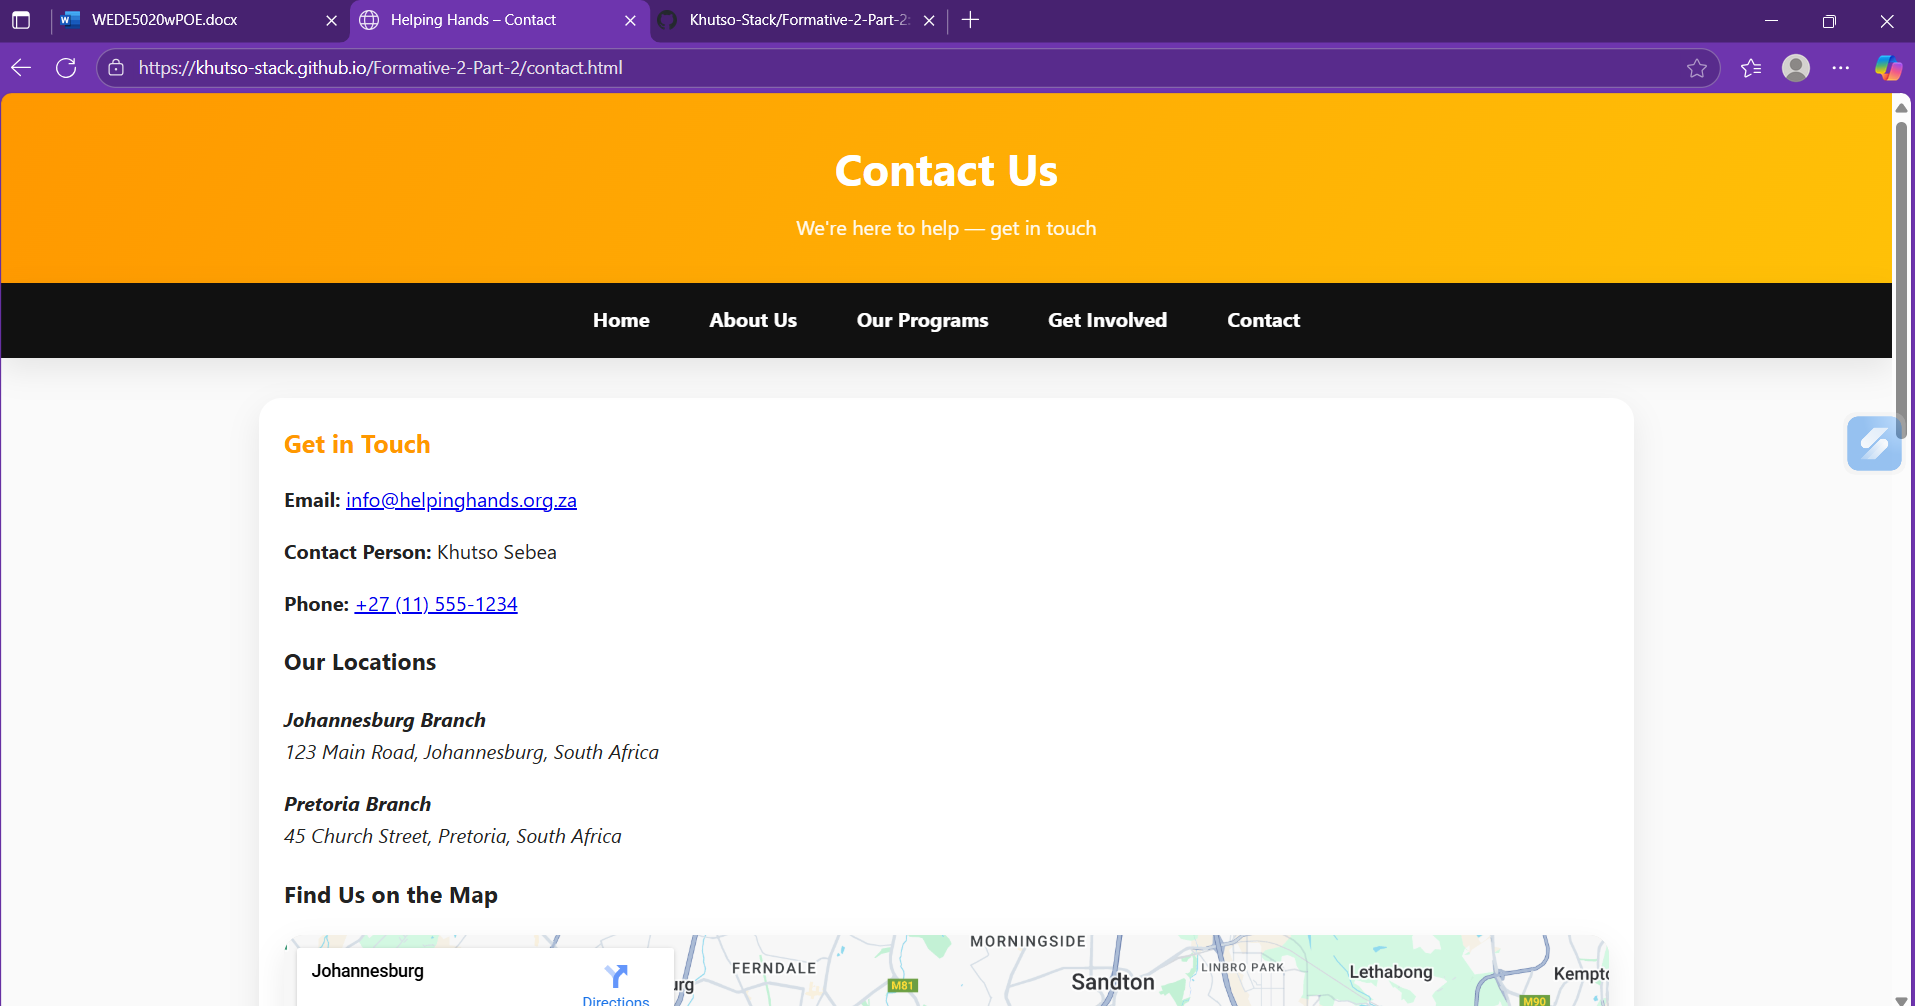 WEDE5020wPOE.docx
Helping Hands – Contact
Khutso-Stack/Formative-2-Part-2:
https://khutso-stack.github.io/Formative-2-Part-2/contact.html
Contact Us
We're here to help — get in touch
Home About Us Our Programs Get Involved Contact
Get in Touch
Email: info@helpinghands.org.za
Contact Person: Khutso Sebea
Phone: +27 (11) 555-1234
Our Locations
Johannesburg Branch
123 Main Road, Johannesburg, South Africa
Pretoria Branch
45 Church Street, Pretoria, South Africa
Find Us on the Map
MORNINGSIDE
Johannesburg
FERNDALE
LINBRO PARK
Lethabong
Sandton
M81
Directions
M90